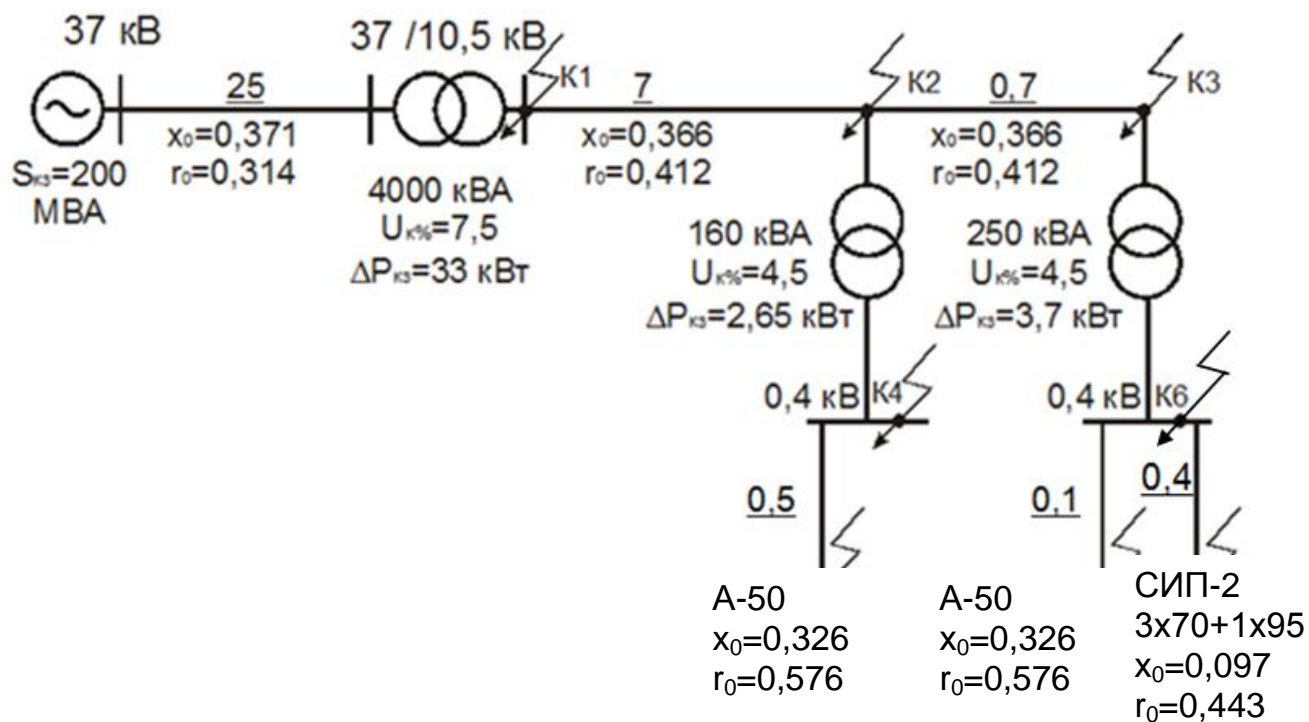 37 кВ
37 /10,5 кВ
25
x₀=0,371
r₀=0,314
Sкз=200
МВА
4000 кВА
Uк%=7,5
ΔPкз=33 кВт
К1
7
x₀=0,366
r₀=0,412
К2
0,7
x₀=0,366
r₀=0,412
К3
160 кВА
Uк%=4,5
ΔPкз=2,65 кВт
250 кВА
Uк%=4,5
ΔPкз=3,7 кВт
0,4 кВ
К4
0,4 кВ
К6
0,5
0,1
0,4
А-50
x₀=0,326
r₀=0,576
А-50
x₀=0,326
r₀=0,576
СИП-2
3х70+1х95
x₀=0,097
r₀=0,443